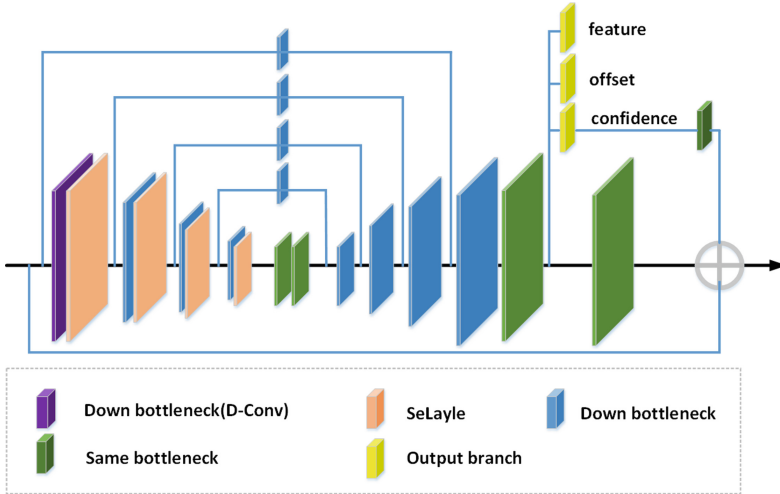 feature
offset
confidence
Down bottleneck(D-Conv)
SeLayle
Down bottleneck
Same bottleneck
Output branch